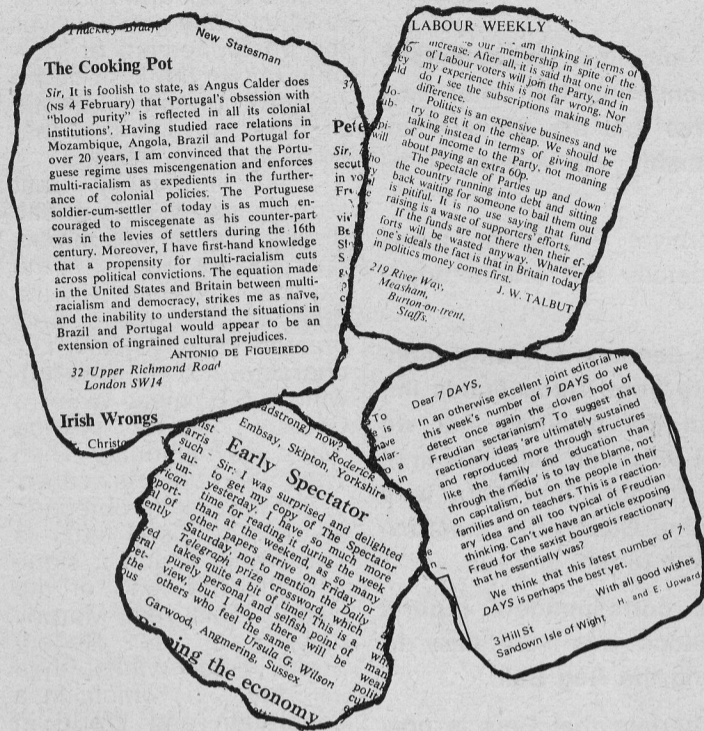 New Statesman
The Cooking Pot
Sir, It is foolish to state, as Angus Calder does
(NS 4 February) that 'Portugal's obsession with
"blood purity" is reflected in all its colonial
institutions'. Having studied race relations in
Mozambique, Angola, Brazil and Portugal for
over 20 years, I am convinced that the Portu-
guese regime uses miscengenation and enforces
multi-racialism as expedients in the further-
ance of colonial policies. The Portuguese
soldier-cum-settler of today is as much en-
couraged to miscegenate as his counter-part
was in the levies of settlers during the 16th
century. Moreover, I have first-hand knowledge
that a propensity for multi-racialism cuts
across political convictions. The equation made
in the United States and Britain between multi-
racialism and democracy, strikes me as naïve,
and the inability to understand the situations in
Brazil and Portugal would appear to be an
extension of ingrained cultural prejudices.
ANTONIO DE FIGUEIREDO
32 Upper Richmond Road
London SW14
Irish Wrongs
LABOUR WEEKLY
am thinking in terms of
our membership in spite of the
increase. After all, it is said that one in ten
of Labour voters will join the Party, and in
my experience this is not far wrong. Nor
do I see the subscriptions making much
difference.
Politics is an expensive business and we
try to get it on the cheap. We should be
talking instead in terms of giving more
of our income to the Party, not moaning
about paying an extra 60p.
The spectacle of Parties up and down
the country running into debt and sitting
back waiting for someone to bail them out
is pitiful. It is no use saying that fund
raising is a waste of supporters' efforts.
If the funds are not there then their ef-
forts will be wasted anyway. Whatever
one's ideals the fact is that in Britain today
in politics money comes first.
J. W. TALBUT
219 River Way,
Measham,
Burton-on-trent,
Staffs.
now?
Roderick
Embsay, Skipton, Yorkshire
Early Spectator
Sir: I was surprised and delighted
to get my copy of The Spectator
yesterday. I have so much more
time for reading it during the week
than at the weekend, as so many
other papers arrive on Friday or
Saturday, not to mention the Daily
Telegraph prize crossword, which
takes quite a bit of time! This is a
purely personal and selfish point of
view, but I hope there will be
others who feel the same.
Ursula G. Wilson
Garwood, Angmering, Sussex
the economy
Dear 7 DAYS,
In an otherwise excellent joint editorial
this week's number of 7 DAYS do we
detect once again the cloven hoof of
Freudian sectarianism? To suggest that
reactionary ideas 'are ultimately sustained
and reproduced more through structures
like the family and education than
through the media' is to lay the blame, not
on capitalism, but on the people in their
families and on teachers. This is a reaction-
ary idea and all too typical of Freudian
thinking. Can't we have an article exposing
Freud for the sexist bourgeois reactionary
that he essentially was?
We think that this latest number of 7
DAYS is perhaps the best yet.
With all good wishes
H. and E. Upward
3 Hill St
Sandown Isle of Wight